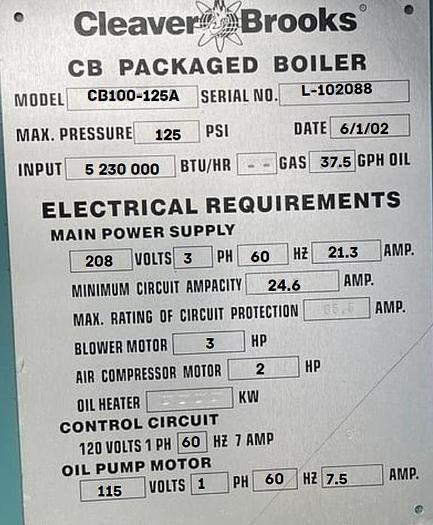 Cleaver Brooks®
CB PACKAGED BOILER
MODEL CB100-125A SERIAL NO. L-102088
MAX. PRESSURE 125 PSI DATE 6/1/02
INPUT 5 230 000 BTU/HR -- GAS 37.5 GPH OIL
ELECTRICAL REQUIREMENTS
MAIN POWER SUPPLY
208 VOLTS 3 PH 60 HZ 21.3 AMP.
MINIMUM CIRCUIT AMPACITY 24.6 AMP.
MAX. RATING OF CIRCUIT PROTECTION AMP.
BLOWER MOTOR 3 HP
AIR COMPRESSOR MOTOR 2 HP
OIL HEATER KW
CONTROL CIRCUIT
120 VOLTS 1 PH 60 HZ 7 AMP
OIL PUMP MOTOR
115 VOLTS 1 PH 60 HZ 7.5 AMP.